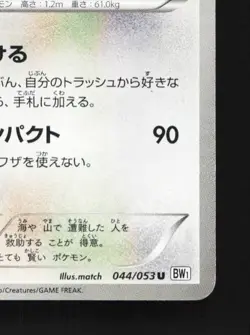 モン 高さ:1.2m 重さ:61.0kg
ける
ぶん、自分のトラッシュから好きな
ら、手札に加える。
ンパクト 90
ワザを使えない。
海や 山で 遭難した 人を
救助する ことが 得意。
ても 賢い ポケモン。
Illus.match 044/053 U BW1
o/Creatures/GAME FREAK.